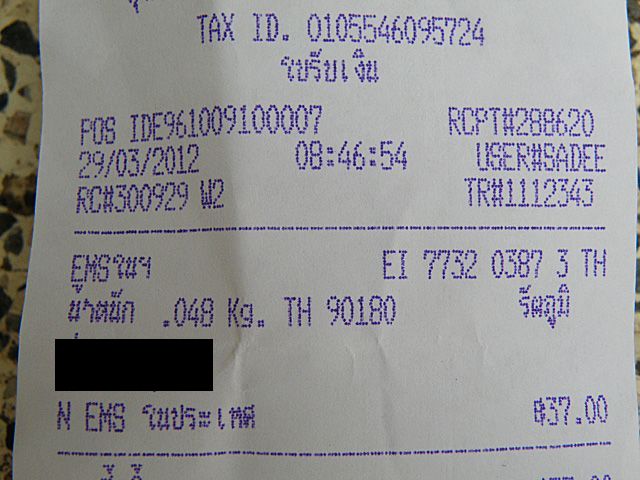 TAX ID. 0105546095724
ใบรับเงิน
POS IDE961009100007 RCPT#288620
29/03/2012 08:46:54 USER#SADEE
RC#300929 W2 TR#1112343
EMSในฯ EI 7732 0387 3 TH
น้ำหนัก .048 Kg. TH 90180 รัตภูมิ
N EMS ในประเทศ ฿37.00